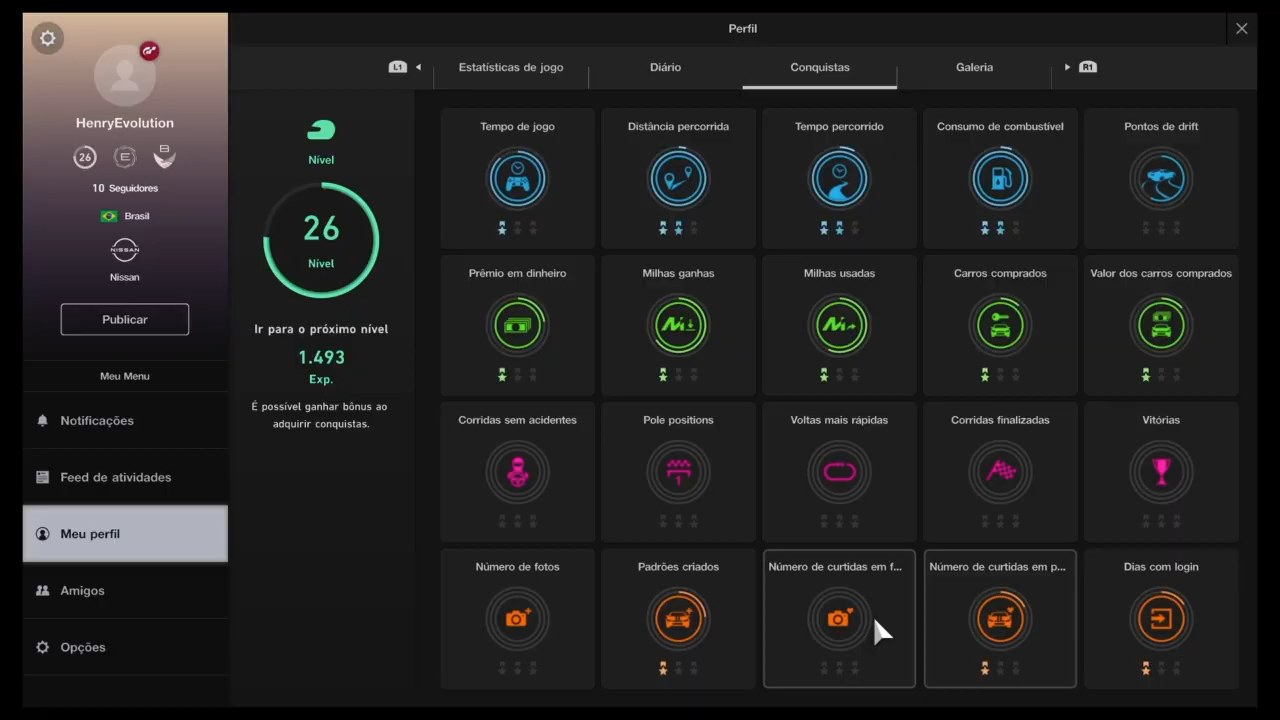 Perfil
L1
Estatísticas de jogo
Diário
Conquistas
Galeria
R1
HenryEvolution
26
E
B
10 Seguidores
Brasil
NISSAN
Nissan
Publicar
Meu Menu
Notificações
Feed de atividades
Meu perfil
Amigos
Opções
Nível
26
Nível
Ir para o próximo nível
1.493
Exp.
É possível ganhar bônus ao
adquirir conquistas.
Tempo de jogo
Distância percorrida
Tempo percorrido
Consumo de combustível
Pontos de drift
Prêmio em dinheiro
Milhas ganhas
Milhas usadas
Carros comprados
Valor dos carros comprados
Corridas sem acidentes
Pole positions
Voltas mais rápidas
Corridas finalizadas
Vitórias
Número de fotos
Padrões criados
Número de curtidas em f...
Número de curtidas em p...
Dias com login